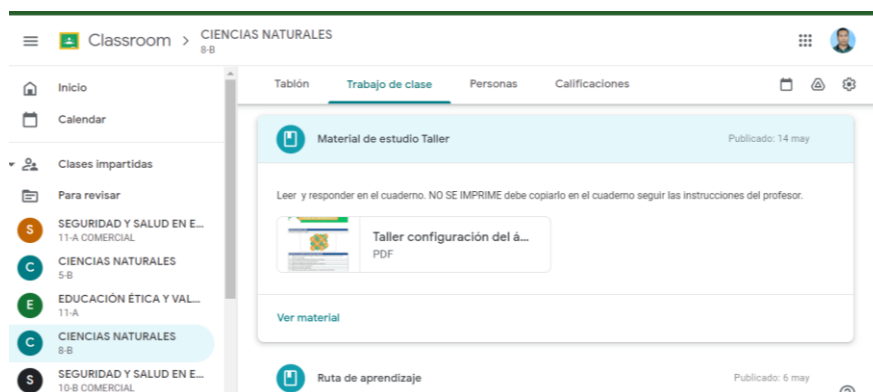 Classroom > CIENCIAS NATURALES
8-B
Inicio
Calendar
Clases impartidas
Para revisar
S SEGURIDAD Y SALUD EN E...
11-A COMERCIAL
C CIENCIAS NATURALES
5-B
E EDUCACIÓN ÉTICA Y VAL...
11-A
C CIENCIAS NATURALES
8-B
S SEGURIDAD Y SALUD EN E...
10-B COMERCIAL
Tablón Trabajo de clase Personas Calificaciones
Material de estudio Taller Publicado: 14 may
Leer y responder en el cuaderno. NO SE IMPRIME debe copiarlo en el cuaderno seguir las instrucciones del profesor.
Taller configuración del á...
PDF
Ver material
Ruta de aprendizaje Publicado: 6 may